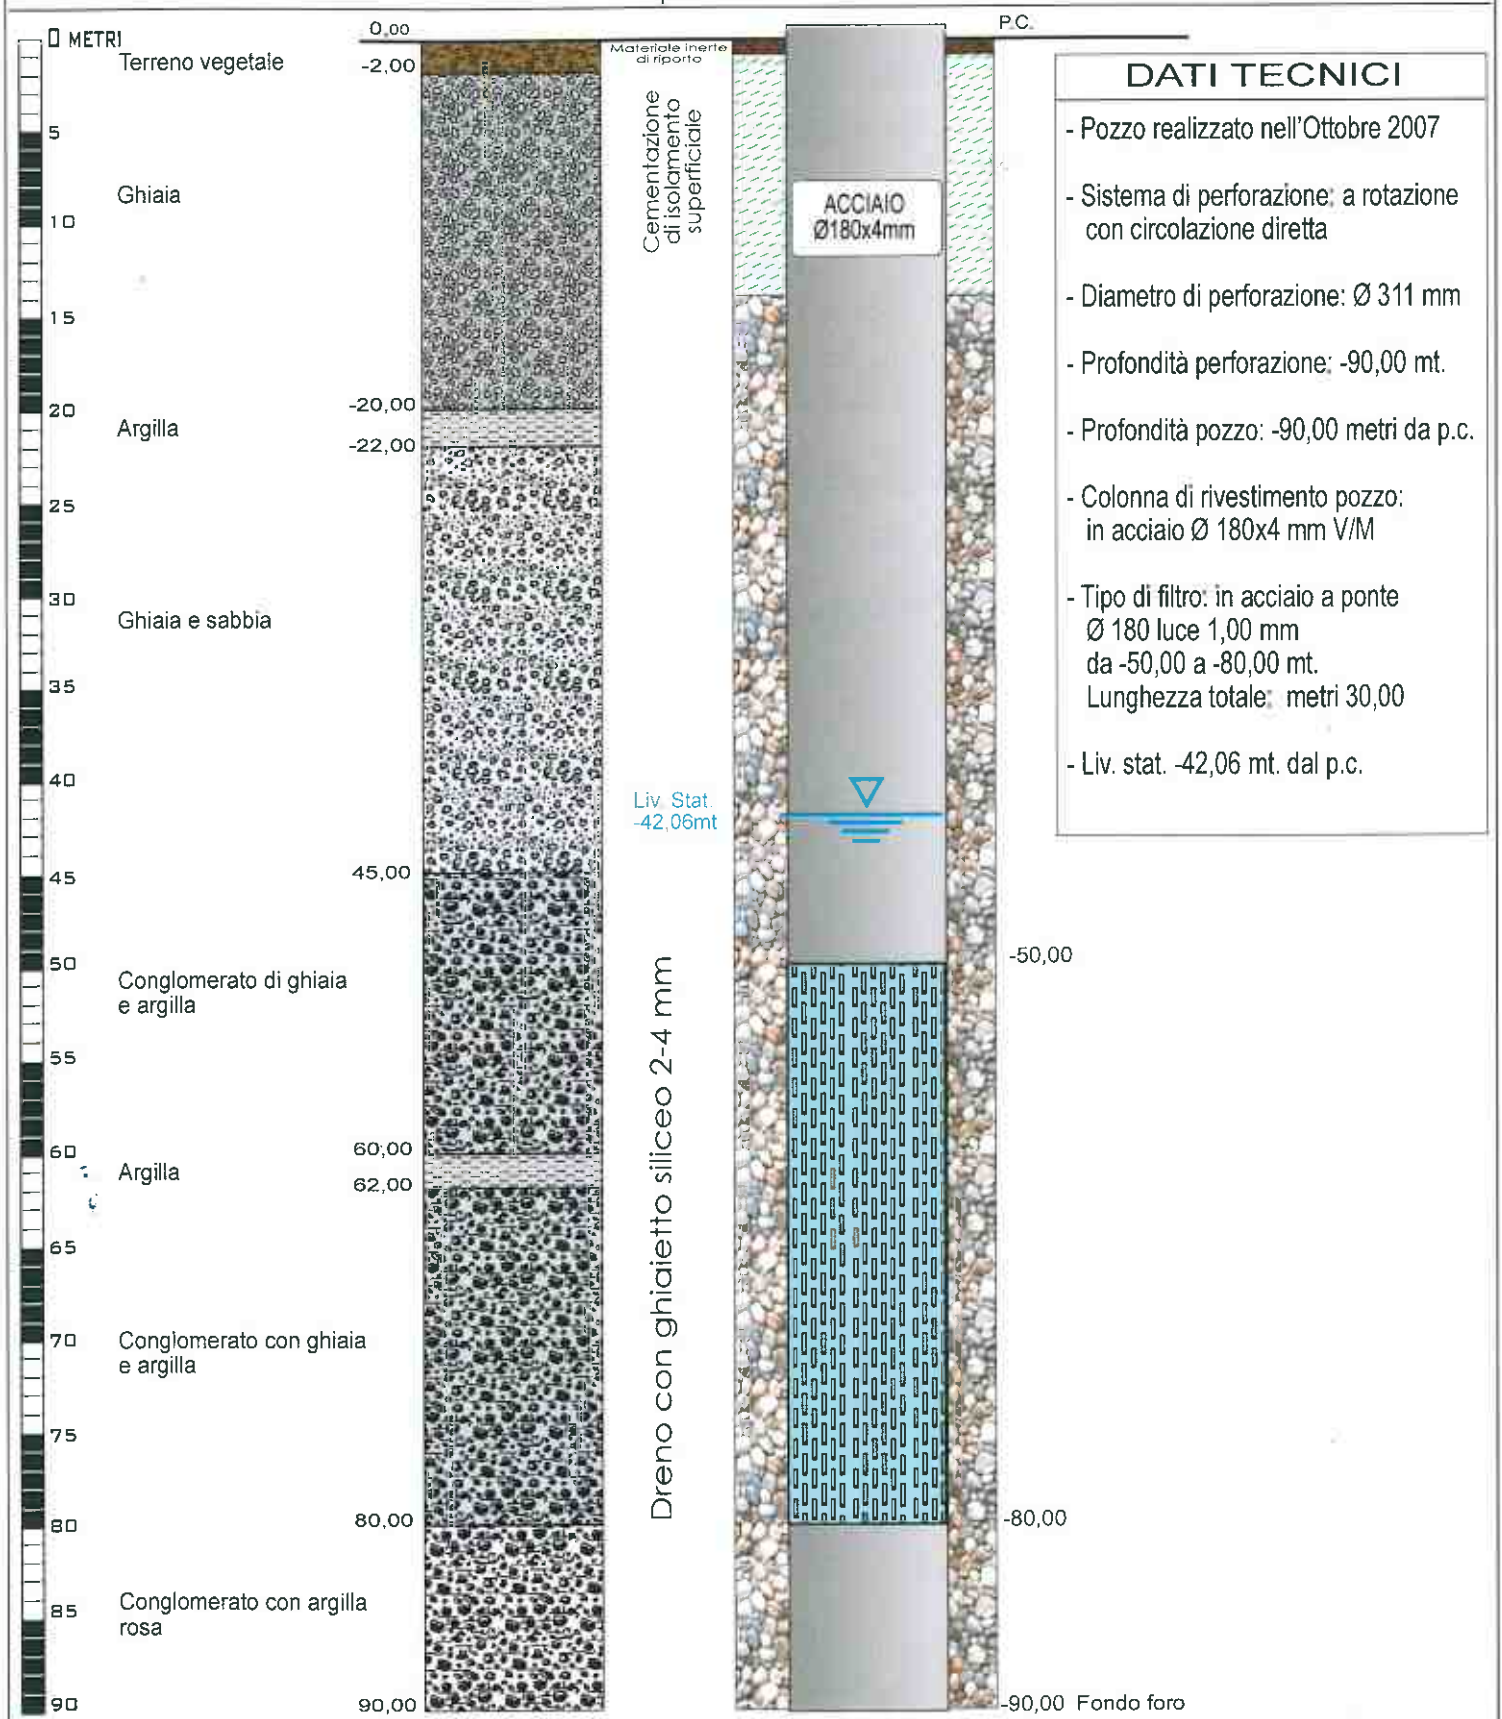 0 METRI
0,00
P.C.
Terreno vegetale
-2,00
Materiale inerte
di riporto
DATI TECNICI
- Pozzo realizzato nell'Ottobre 2007
- Sistema di perforazione: a rotazione
con circolazione diretta
- Diametro di perforazione: Ø 311 mm
- Profondità perforazione: -90,00 mt.
- Profondità pozzo: -90,00 metri da p.c.
- Colonna di rivestimento pozzo:
in acciaio Ø 180x4 mm V/M
- Tipo di filtro: in acciaio a ponte
Ø 180 luce 1,00 mm
da -50,00 a -80,00 mt.
Lunghezza totale: metri 30,00
- Liv. stat. -42,06 mt. dal p.c.
5
Cementazione
di isolamento
superficiale
Ghiaia
ACCIAIO
Ø180x4mm
10
15
20
-20,00
Argilla
-22,00
25
30
Ghiaia e sabbia
35
40
Liv. Stat.
-42,06mt
45
45,00
50
-50,00
Conglomerato di ghiaia
e argilla
55
Dreno con ghiaietto siliceo 2-4 mm
60
60,00
Argilla
62,00
65
70
Conglomerato con ghiaia
e argilla
75
80
80,00
-80,00
85
Conglomerato con argilla
rosa
90
90,00
-90,00 Fondo foro